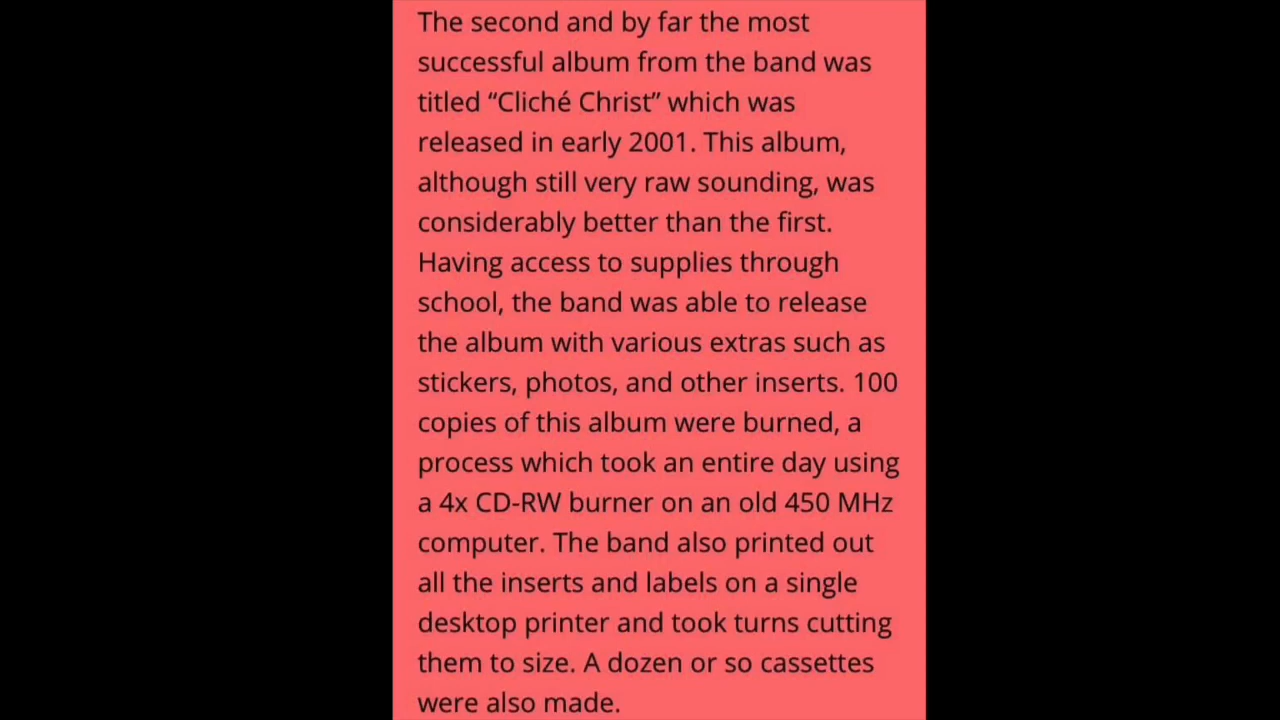 The second and by far the most
successful album from the band was
titled “Cliché Christ” which was
released in early 2001. This album,
although still very raw sounding, was
considerably better than the first.
Having access to supplies through
school, the band was able to release
the album with various extras such as
stickers, photos, and other inserts. 100
copies of this album were burned, a
process which took an entire day using
a 4x CD-RW burner on an old 450 MHz
computer. The band also printed out
all the inserts and labels on a single
desktop printer and took turns cutting
them to size. A dozen or so cassettes
were also made.